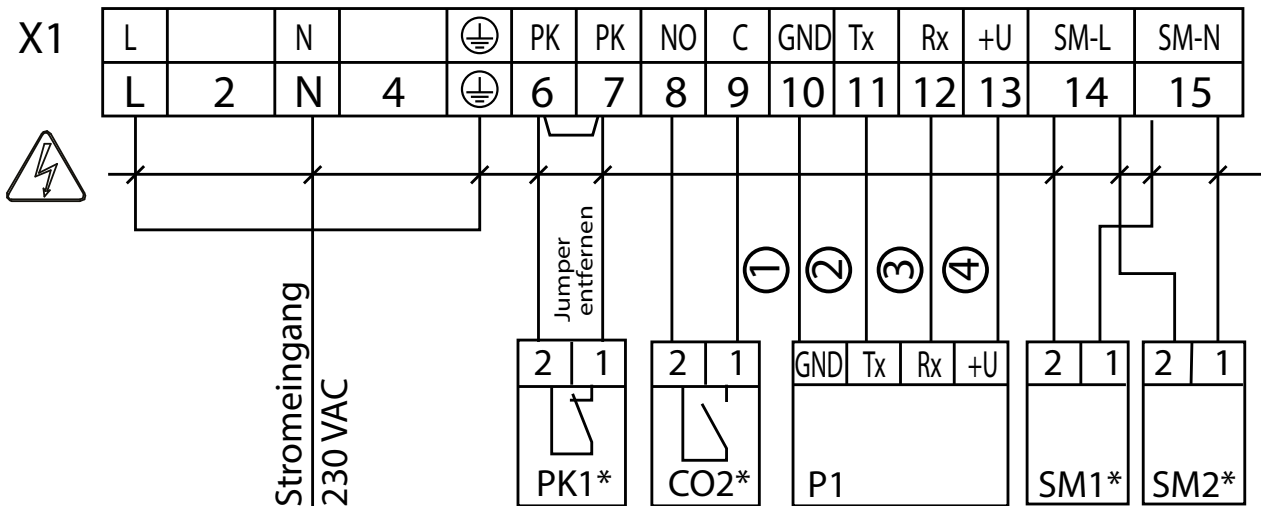 X1 L N PK PK NO C GND Tx Rx +U SM-L SM-N
L 2 N 4 6 7 8 9 10 11 12 13 14 15
Jumper
entfernen
1 2 3 4
Stromeingang
230 VAC
2 1 2 1 GND Tx Rx +U 2 1 2 1
PK1* CO2* P1 SM1* SM2*